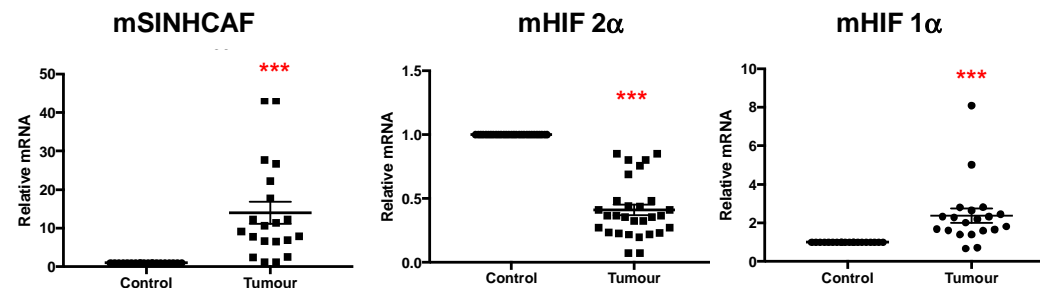 mSINHCAF
***
Relative mRNA
50
40
30
20
10
0
Control Tumour
mHIF 2α
***
Relative mRNA
1.5
1.0
0.5
0.0
Control Tumour
mHIF 1α
***
Relative mRNA
10
8
6
4
2
0
Control Tumour